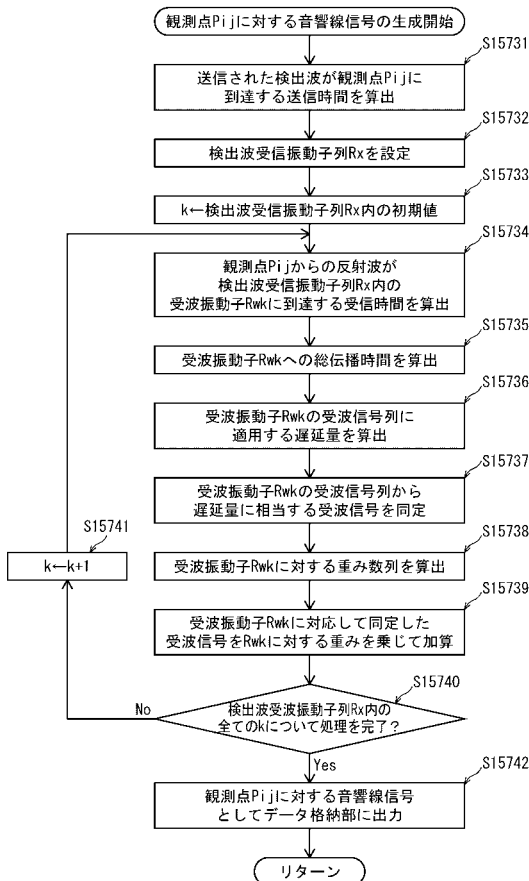 観測点Pijに対する音響線信号の生成開始
S15731
送信された検出波が観測点Pijに
到達する送信時間を算出
S15732
検出波受信振動子列Rxを設定
S15733
k←検出波受信振動子列Rx内の初期値
S15734
観測点Pijからの反射波が
検出波受信振動子列Rx内の
受波振動子Rwkに到達する受信時間を算出
S15735
受波振動子Rwkへの総伝播時間を算出
S15736
受波振動子Rwkの受波信号列に
適用する遅延量を算出
S15737
受波振動子Rwkの受波信号列から
遅延量に相当する受波信号を同定
S15741
k←k+1
S15738
受波振動子Rwkに対する重み数列を算出
S15739
受波振動子Rwkに対応して同定した
受波信号をRwkに対する重みを乗じて加算
S15740
No
検出波受波振動子列Rx内の
全てのkについて処理を完了？
Yes
S15742
観測点Pijに対する音響線信号
としてデータ格納部に出力
リターン